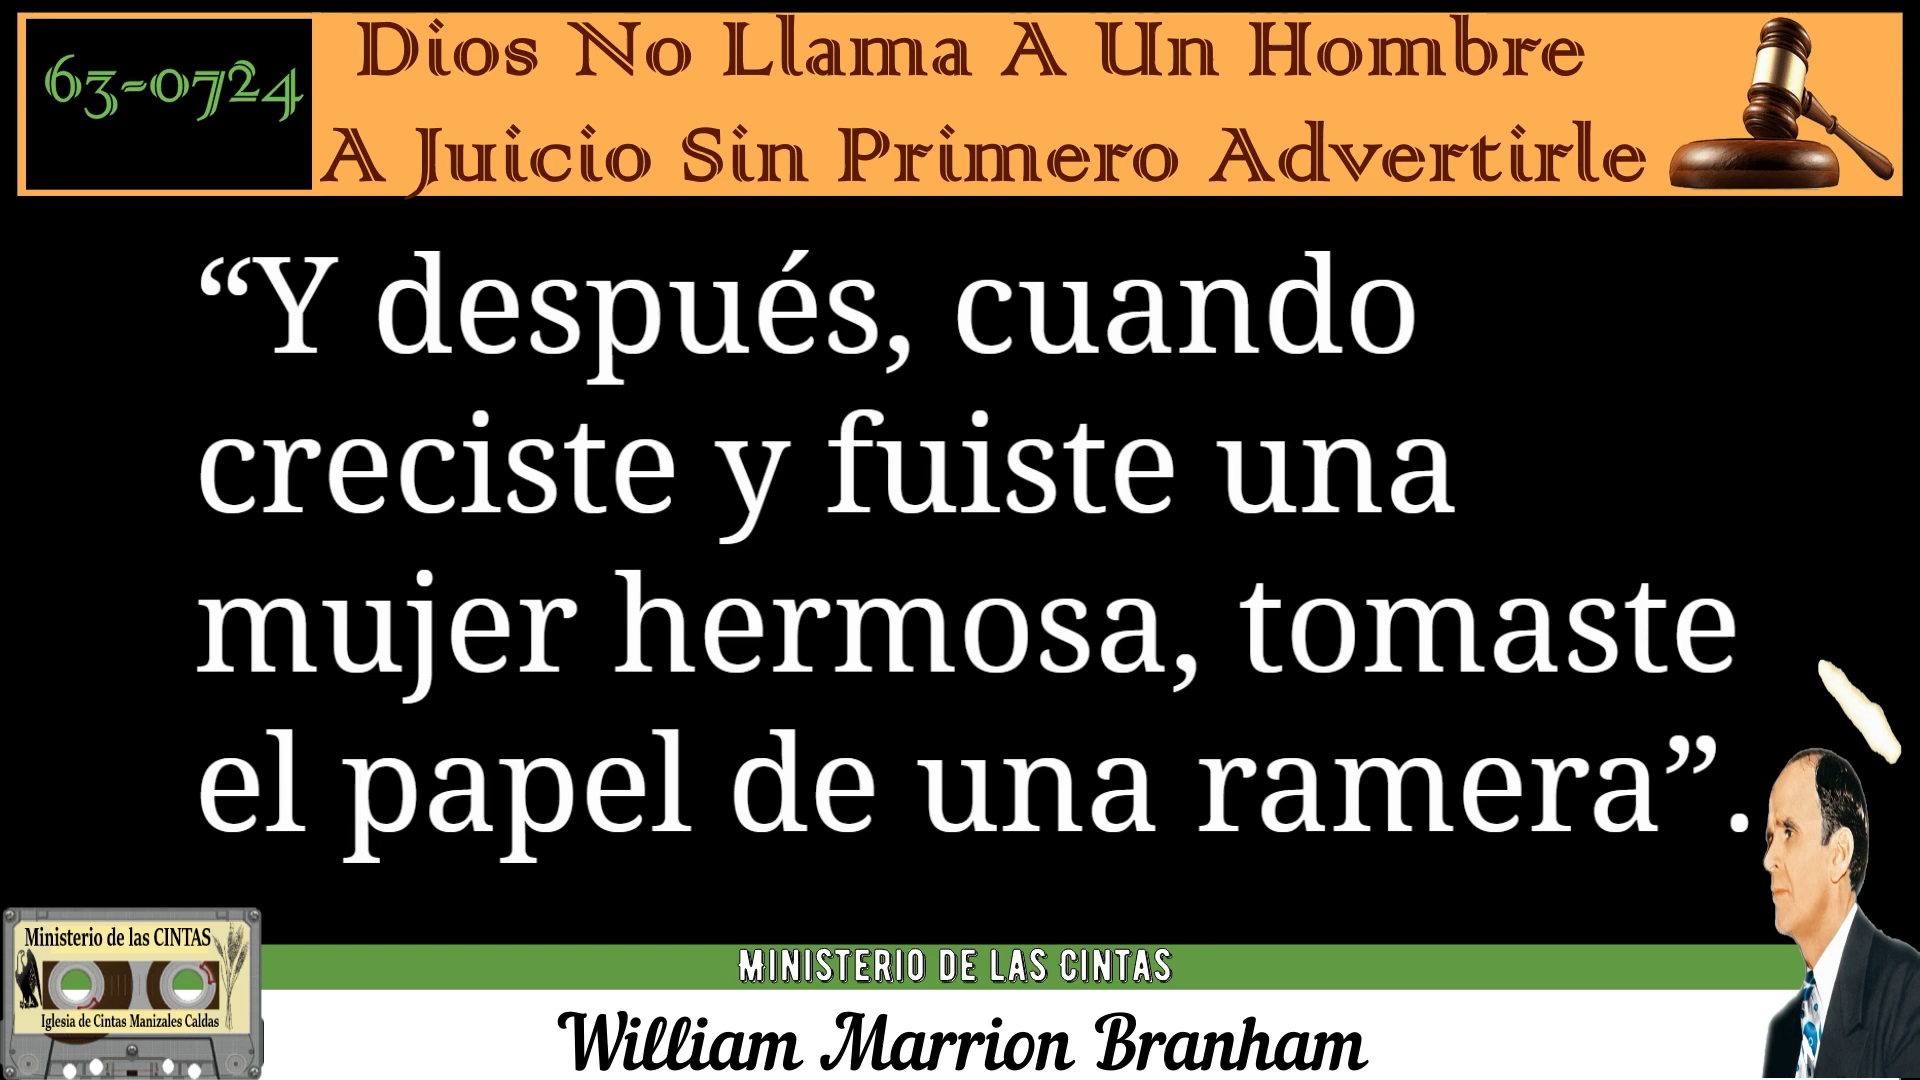 63-0724
Dios No Llama A Un Hombre
A Juicio Sin Primero Advertirle
“Y después, cuando
creciste y fuiste una
mujer hermosa, tomaste
el papel de una ramera”.
Ministerio de las CINTAS
Iglesia de Cintas Manizales Caldas
MINISTERIO DE LAS CINTAS
William Marrion Branham